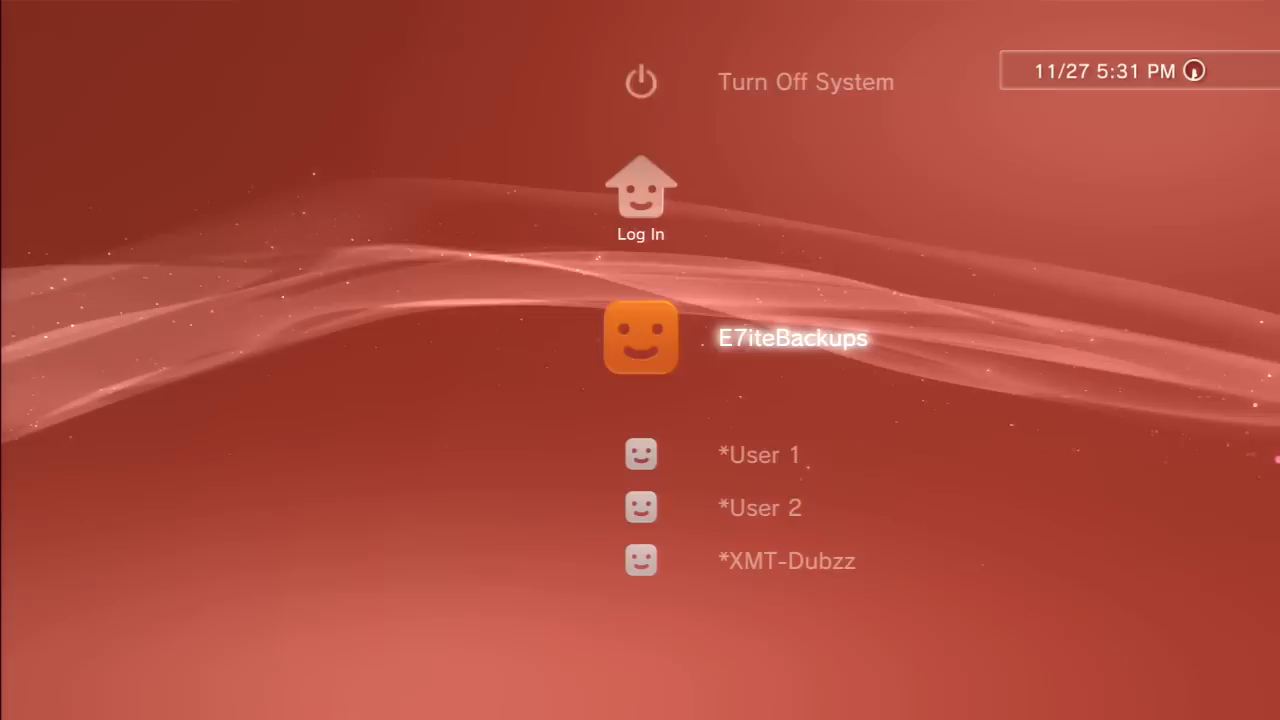 Turn Off System
11/27 5:31 PM
Log In
E7iteBackups
*User 1
*User 2
*XMT-Dubzz